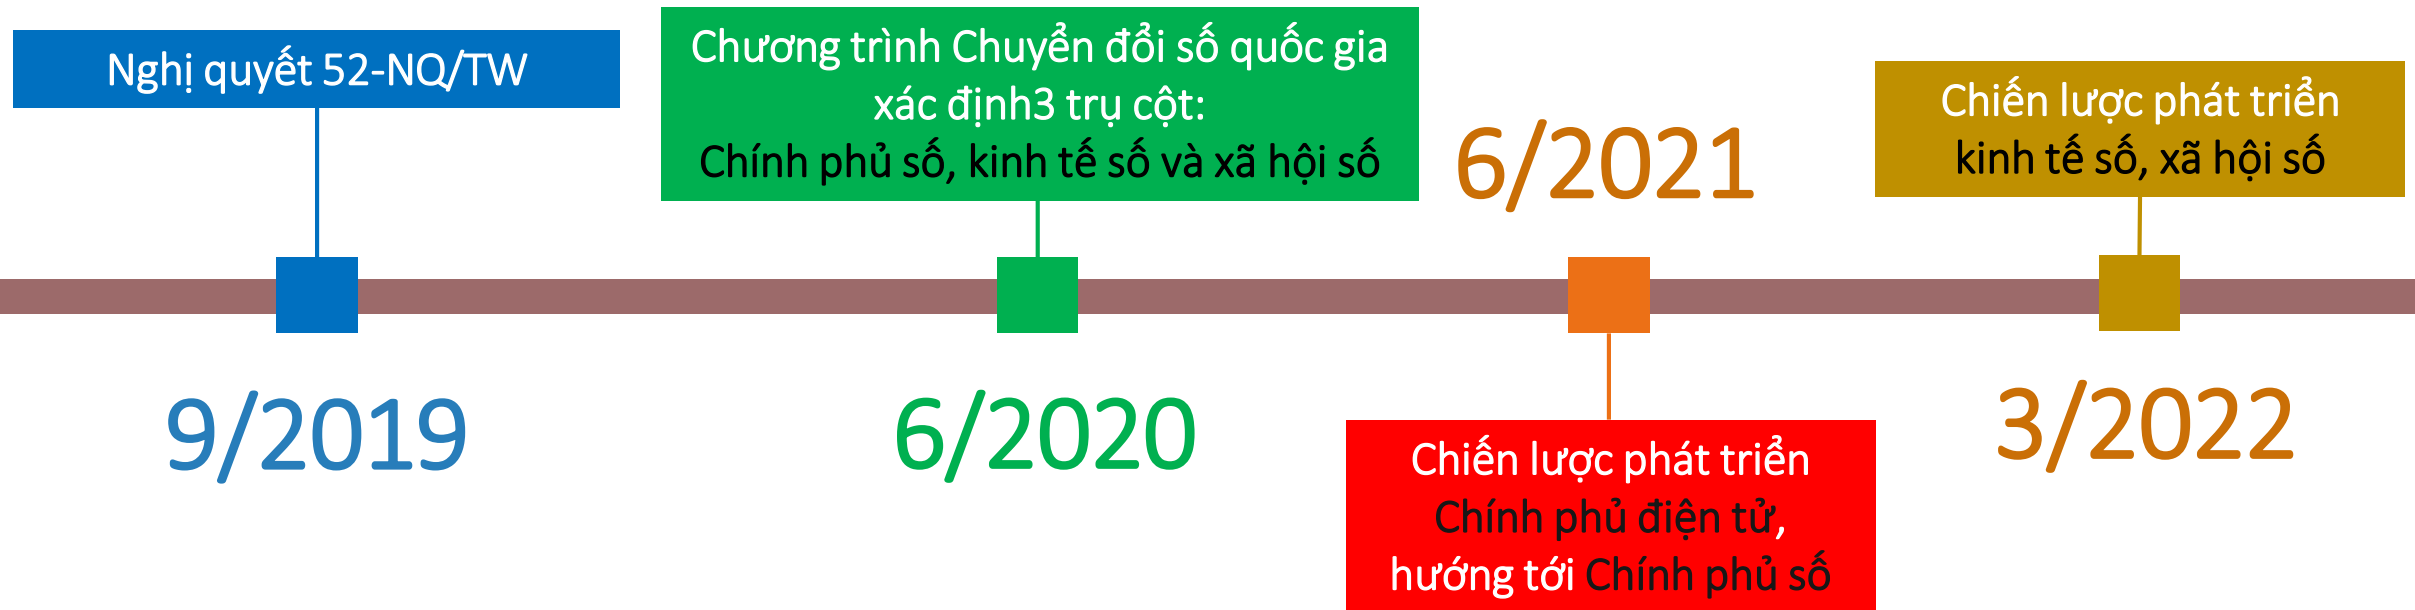 Nghị quyết 52-NQ/TW
9/2019
Chương trình Chuyển đổi số quốc gia
xác định3 trụ cột:
Chính phủ số, kinh tế số và xã hội số
6/2020
6/2021
Chiến lược phát triển
Chính phủ điện tử,
hướng tới Chính phủ số
Chiến lược phát triển
kinh tế số, xã hội số
3/2022